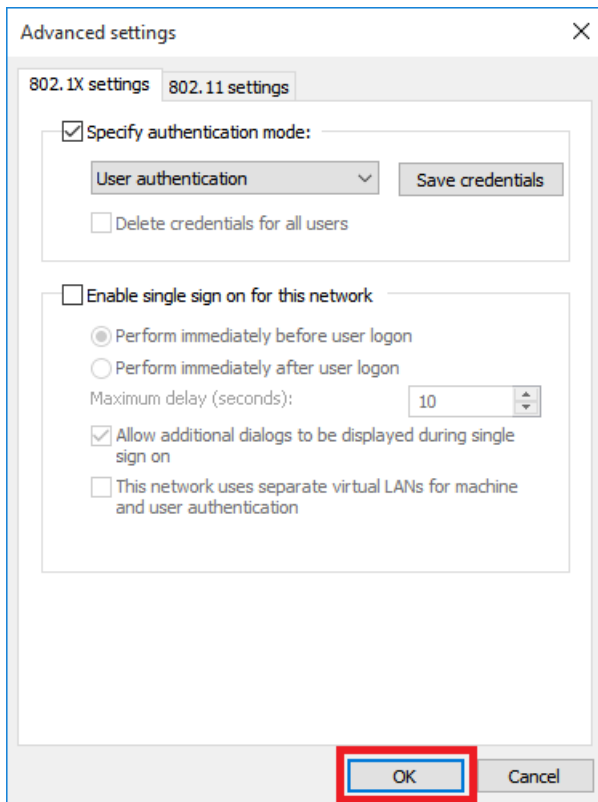 Advanced settings
802.1X settings
802.11 settings
Specify authentication mode:
User authentication
Save credentials
Delete credentials for all users
Enable single sign on for this network
Perform immediately before user logon
Perform immediately after user logon
Maximum delay (seconds):
10
Allow additional dialogs to be displayed during single
sign on
This network uses separate virtual LANs for machine
and user authentication
OK
Cancel